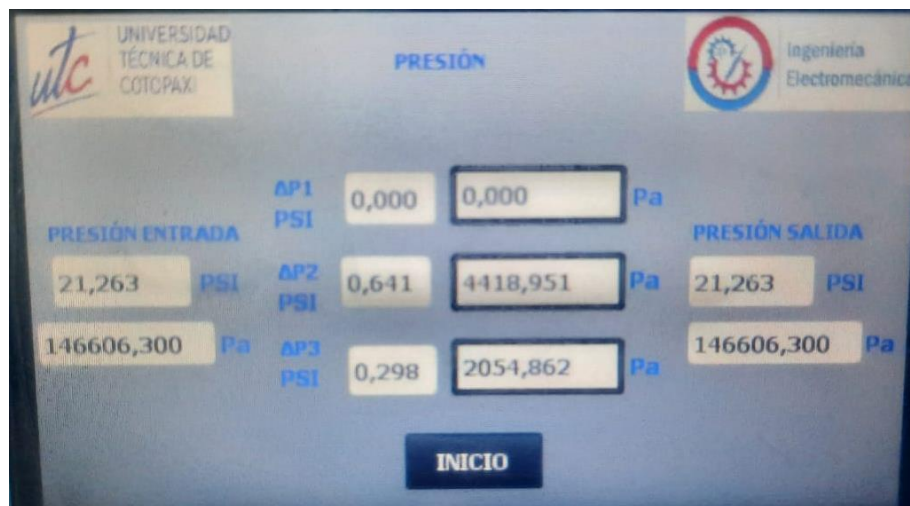 UNIVERSIDAD
TÉCNICA DE
COTOPAXI
utc
PRESIÓN
Ingeniería
Electromecánica
ΔP1
PSI
0,000
0,000
Pa
PRESIÓN ENTRADA
21,263 PSI
146606,300 Pa
ΔP2
PSI
0,641
4418,951
Pa
ΔP3
PSI
0,298
2054,862
Pa
PRESIÓN SALIDA
21,263 PSI
146606,300 Pa
INICIO